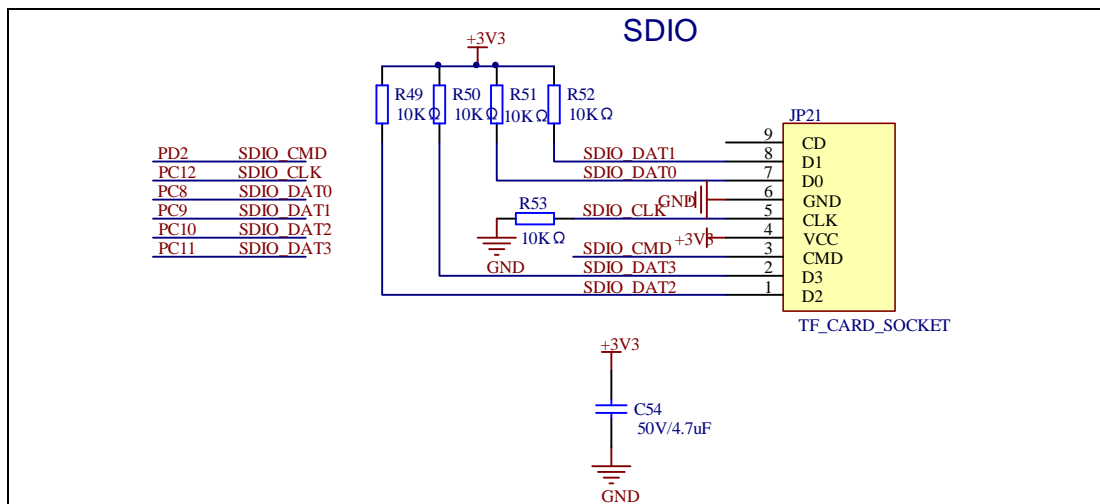 SDIO
+3V3
R49
10KΩ
R50
10KΩ
R51
10KΩ
R52
10KΩ
JP21
PD2 SDIO_CMD
PC12 SDIO_CLK
PC8 SDIO_DAT0
PC9 SDIO_DAT1
PC10 SDIO_DAT2
PC11 SDIO_DAT3
9 CD
SDIO_DAT1 8 D1
SDIO_DAT0 7 D0
GND 6 GND
R53
10KΩ
GND
SDIO_CLK 5 CLK
+3V3 4 VCC
SDIO_CMD 3 CMD
SDIO_DAT3 2 D3
SDIO_DAT2 1 D2
TF_CARD_SOCKET
+3V3
C54
50V/4.7uF
GND